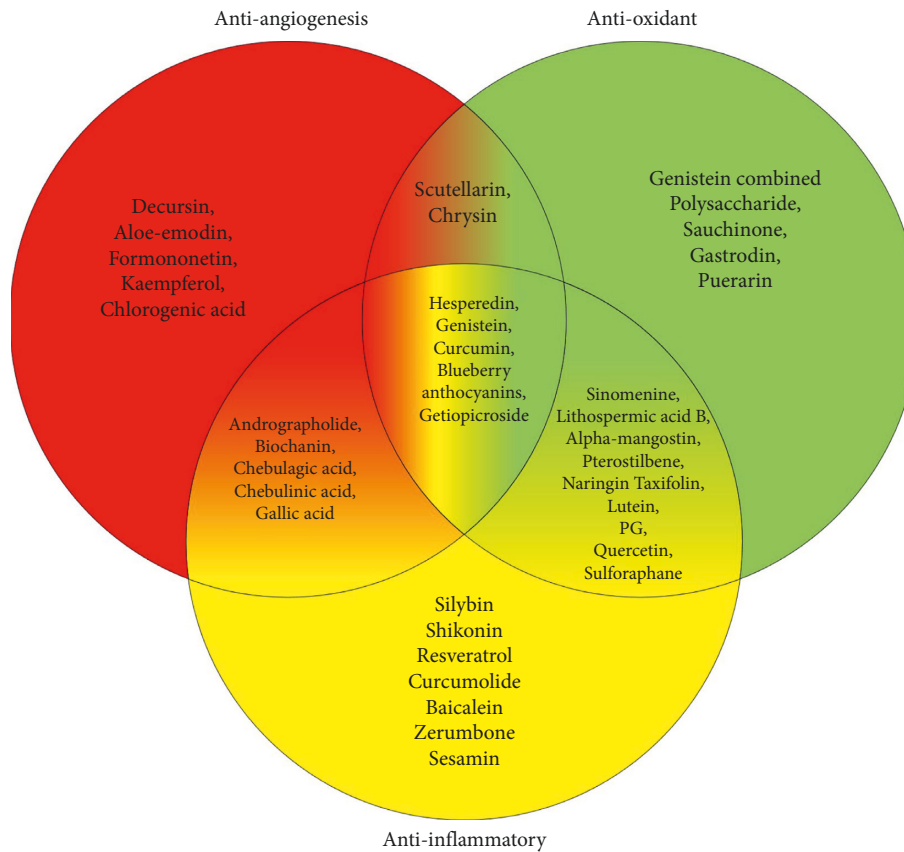 Anti-angiogenesis
Anti-oxidant
Decursin,
Aloe-emodin,
Formononetin,
Kaempferol,
Chlorogenic acid
Scutellarin,
Chrysin
Genistein combined
Polysaccharide,
Sauchinone,
Gastrodin,
Puerarin
Hesperedin,
Genistein,
Curcumin,
Blueberry
anthocyanins,
Getiopicroside
Andrographolide,
Biochanin,
Chebulagic acid,
Chebulinic acid,
Gallic acid
Sinomenine,
Lithospermic acid B,
Alpha-mangostin,
Pterostilbene,
Naringin Taxifolin,
Lutein,
PG,
Quercetin,
Sulforaphane
Silybin
Shikonin
Resveratrol
Curcumolide
Baicalein
Zerumbone
Sesamin
Anti-inflammatory